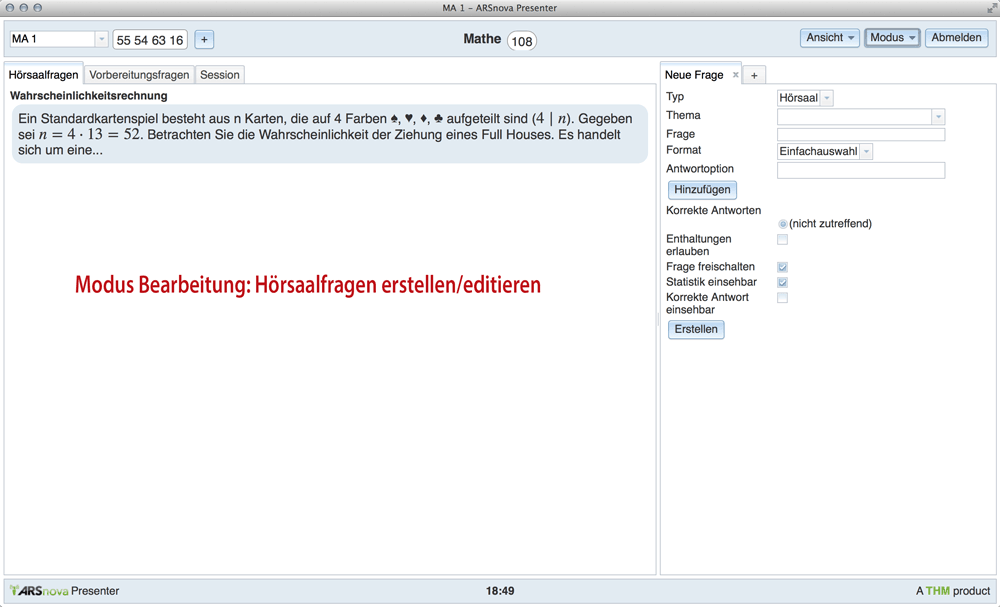 MA 1 – ARSnova Presenter
MA 1
55 54 63 16
+
Mathe 108
Ansicht
Modus
Abmelden
Hörsaalfragen
Vorbereitungsfragen
Session
Wahrscheinlichkeitsrechnung
Ein Standardkartenspiel besteht aus n Karten, die auf 4 Farben ♠, ♥, ♦, ♣ aufgeteilt sind (4 | n). Gegeben
sei n = 4 · 13 = 52. Betrachten Sie die Wahrscheinlichkeit der Ziehung eines Full Houses. Es handelt
sich um eine...
Modus Bearbeitung: Hörsaalfragen erstellen/editieren
Neue Frage ×
+
Typ
Hörsaal
Thema
Frage
Format
Einfachauswahl
Antwortoption
Hinzufügen
Korrekte Antworten
(nicht zutreffend)
Enthaltungen
erlauben
Frage freischalten
Statistik einsehbar
Korrekte Antwort
einsehbar
Erstellen
ARSnova Presenter
18:49
A THM product